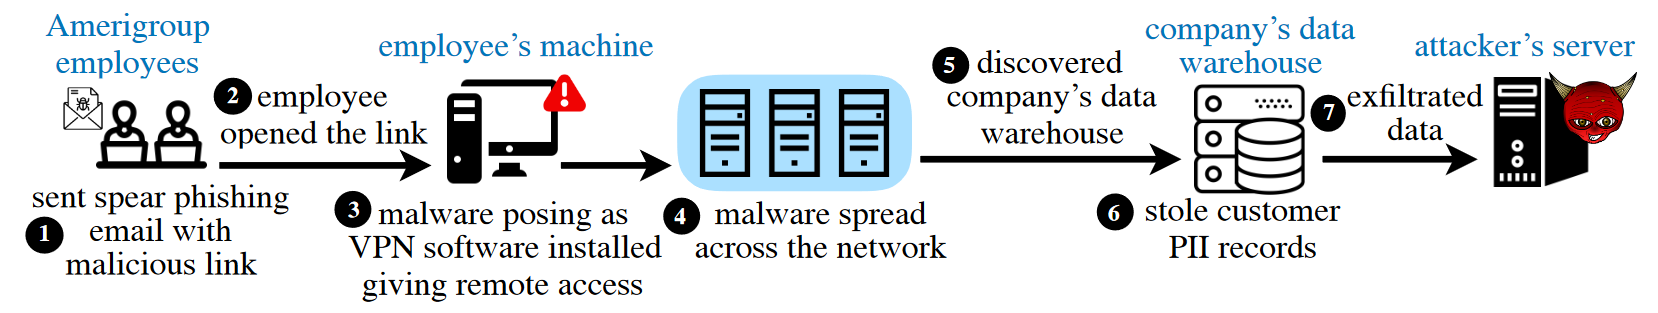 Amerigroup
employees
1 sent spear phishing
email with
malicious link
2 employee
opened the link
employee's machine
3 malware posing as
VPN software installed
giving remote access
4 malware spread
across the network
5 discovered
company's data
warehouse
company's data
warehouse
6 stole customer
PII records
7 exfiltrated
data
attacker's server